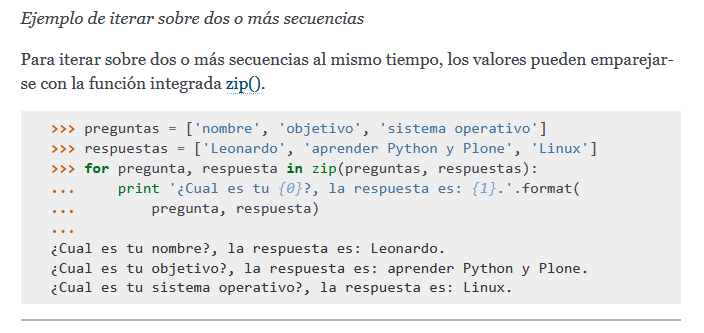 Ejemplo de iterar sobre dos o más secuencias
Para iterar sobre dos o más secuencias al mismo tiempo, los valores pueden emparejar-
se con la función integrada zip().
>>> preguntas = ['nombre', 'objetivo', 'sistema operativo']
>>> respuestas = ['Leonardo', 'aprender Python y Plone', 'Linux']
>>> for pregunta, respuesta in zip(preguntas, respuestas):
...     print '¿Cual es tu {0}?, la respuesta es: {1}.'.format(
...         pregunta, respuesta)
...
¿Cual es tu nombre?, la respuesta es: Leonardo.
¿Cual es tu objetivo?, la respuesta es: aprender Python y Plone.
¿Cual es tu sistema operativo?, la respuesta es: Linux.